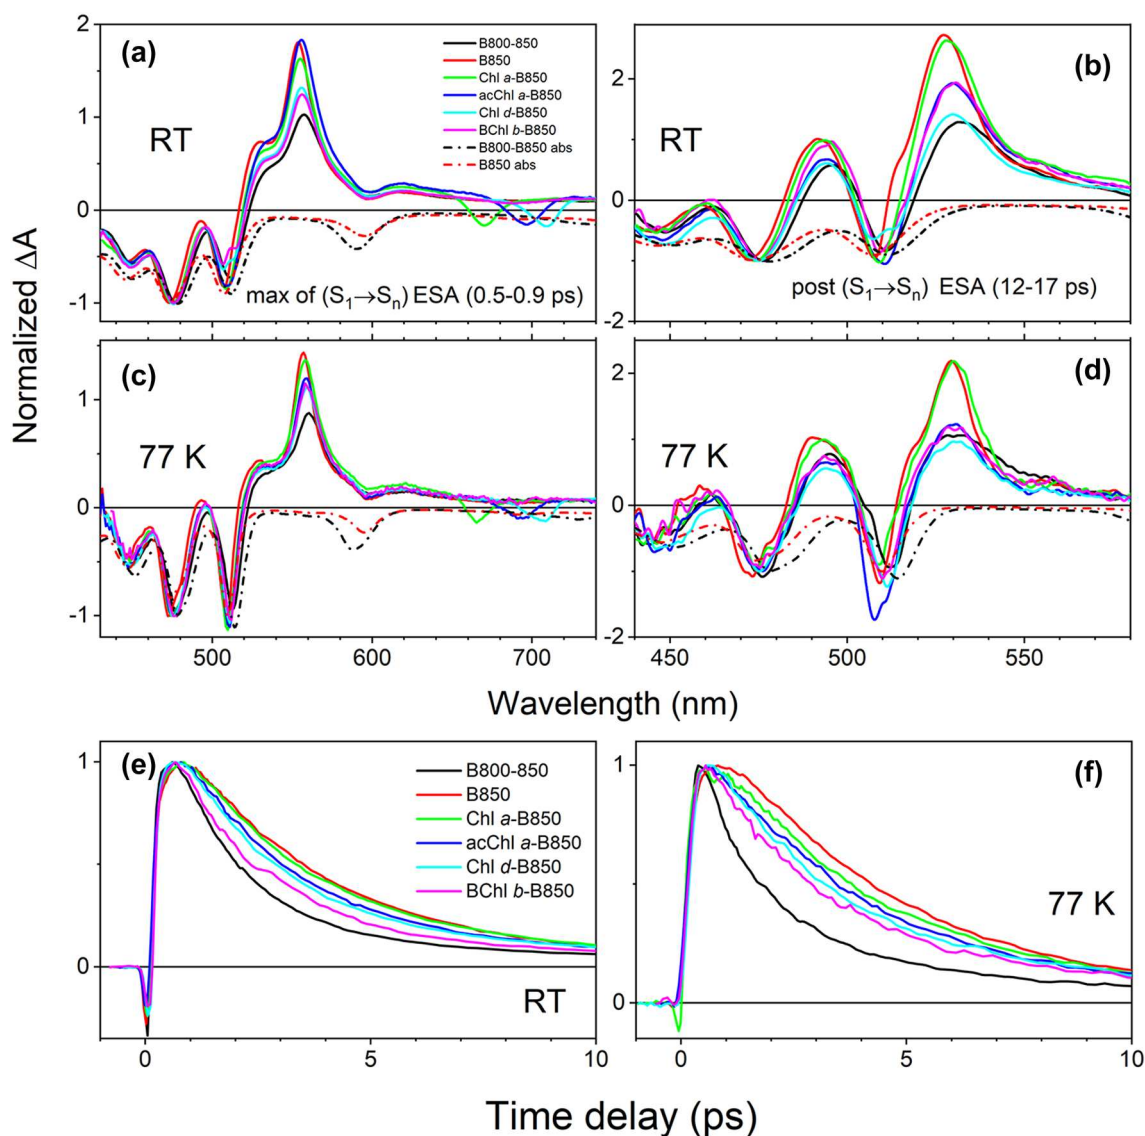 (a)
RT
B800-850
B850
Chl a-B850
acChl a-B850
Chl d-B850
BChl b-B850
B800-B850 abs
B850 abs
max of (S₁→Sₙ) ESA (0.5-0.9 ps)
2
1
0
-1
(b)
RT
post (S₁→Sₙ) ESA (12-17 ps)
2
0
-2
Normalized ΔA
(c)
77 K
1
0
-1
500
600
700
(d)
77 K
2
0
-2
450
500
550
Wavelength (nm)
(e)
B800-850
B850
Chl a-B850
acChl a-B850
Chl d-B850
BChl b-B850
RT
1
0
0
5
10
(f)
77 K
1
0
0
5
10
Time delay (ps)